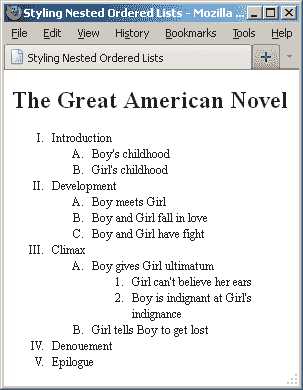 Styling Nested Ordered Lists - Mozilla ...
File Edit View History Bookmarks Tools Help
Styling Nested Ordered Lists
The Great American Novel
I. Introduction
A. Boy's childhood
B. Girl's childhood
II. Development
A. Boy meets Girl
B. Boy and Girl fall in love
C. Boy and Girl have fight
III. Climax
A. Boy gives Girl ultimatum
1. Girl can't believe her ears
2. Boy is indignant at Girl's
indignance
B. Girl tells Boy to get lost
IV. Denouement
V. Epilogue